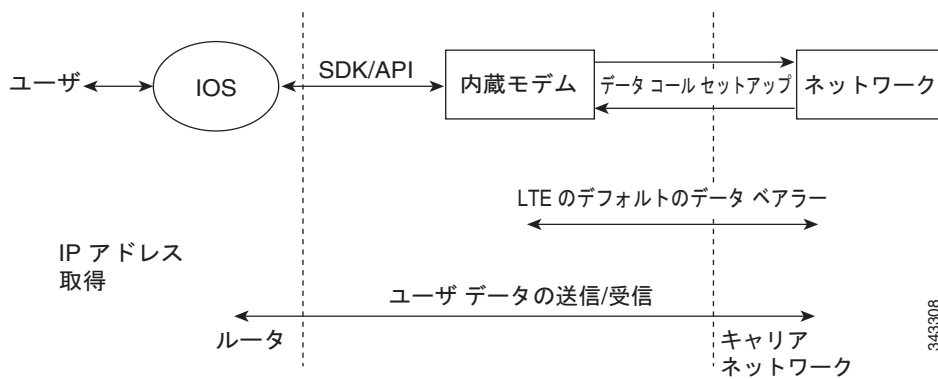 ユーザ
IOS
SDK/API
内蔵モデム
データ コール セットアップ
ネットワーク
LTE のデフォルトのデータ ベアラー
IP アドレス
取得
ユーザ データの送信/受信
ルータ
キャリア
ネットワーク
343308